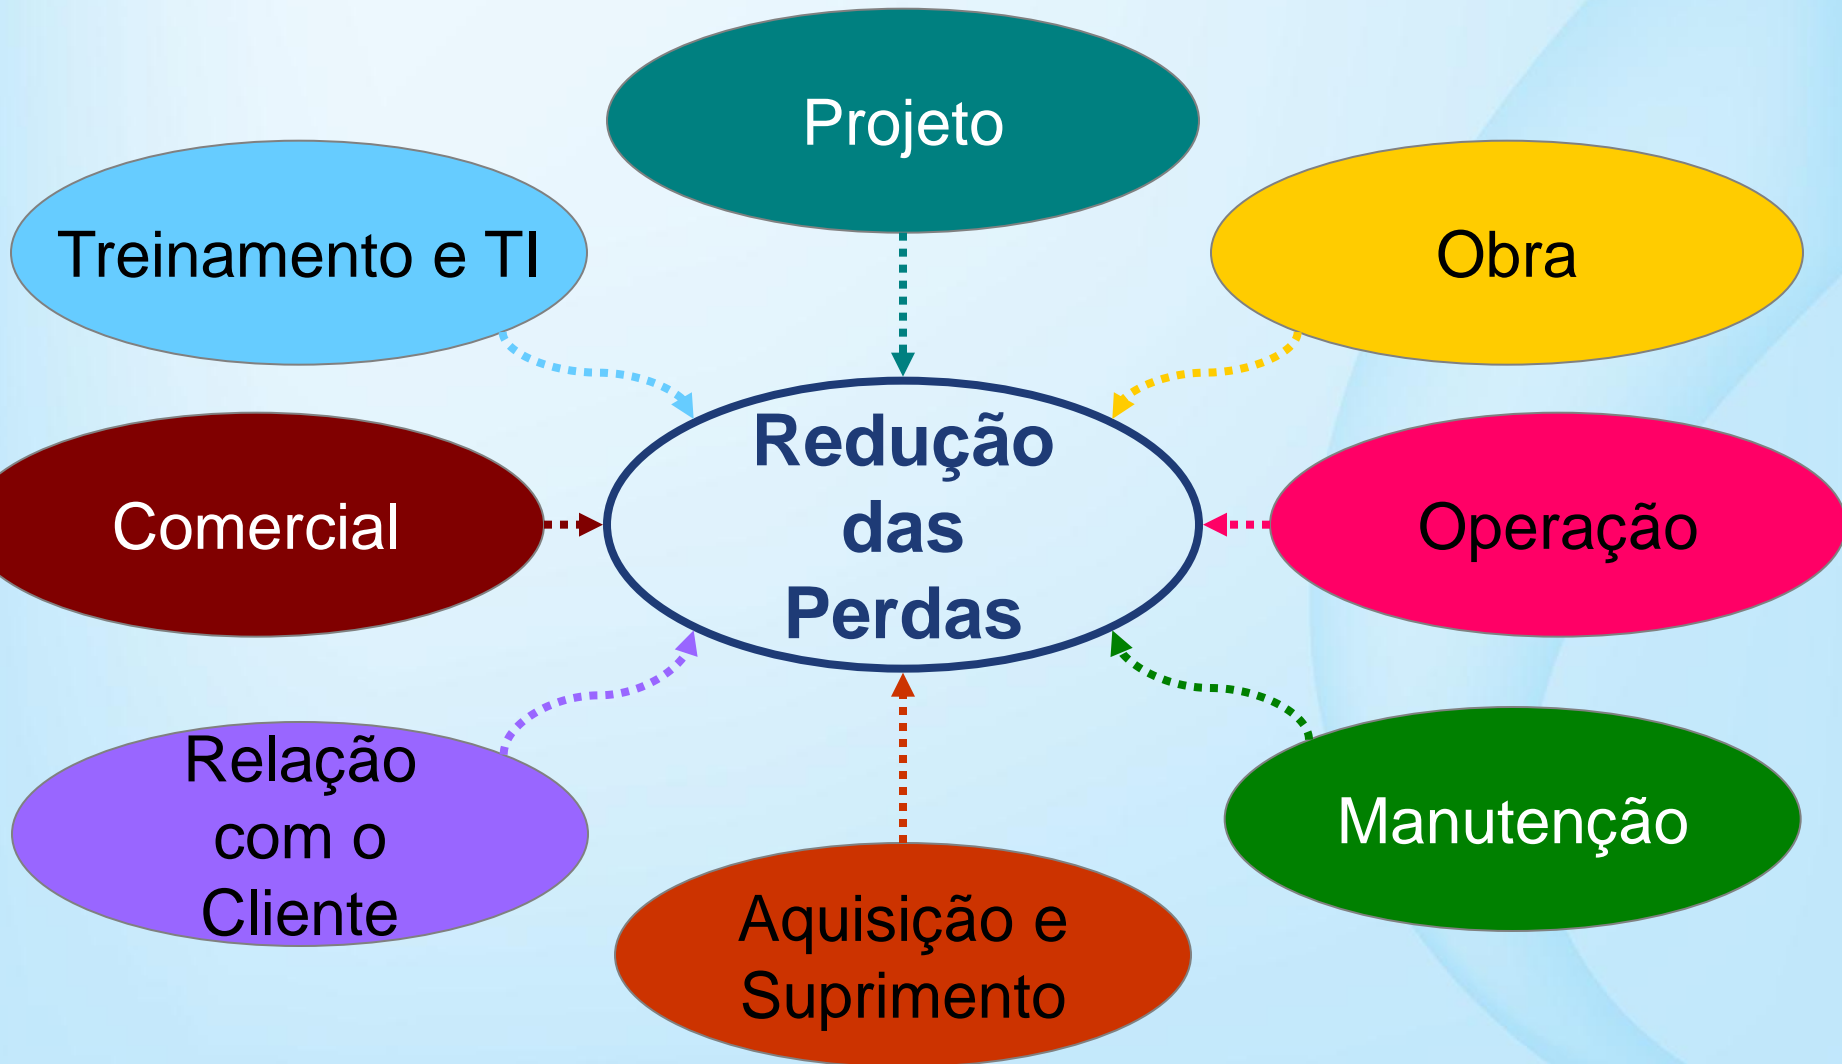 Projeto
Treinamento e TI
Obra
Redução
das
Perdas
Comercial
Operação
Relação
com o
Cliente
Manutenção
Aquisição e
Suprimento